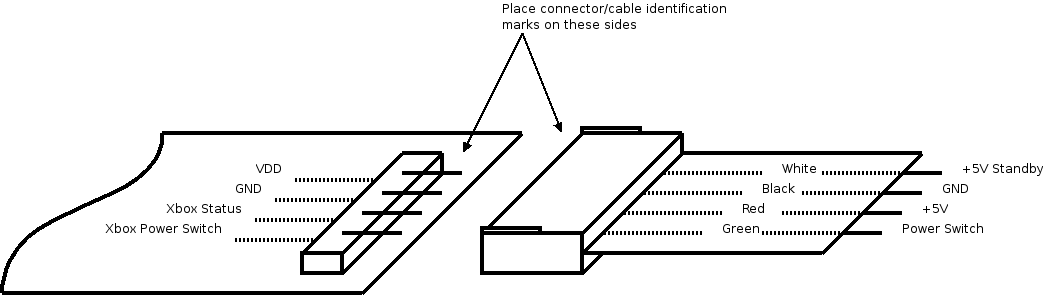 Place connector/cable identification
marks on these sides
VDD
White
+5V Standby
GND
Black
GND
Xbox Status
Red
+5V
Xbox Power Switch
Green
Power Switch